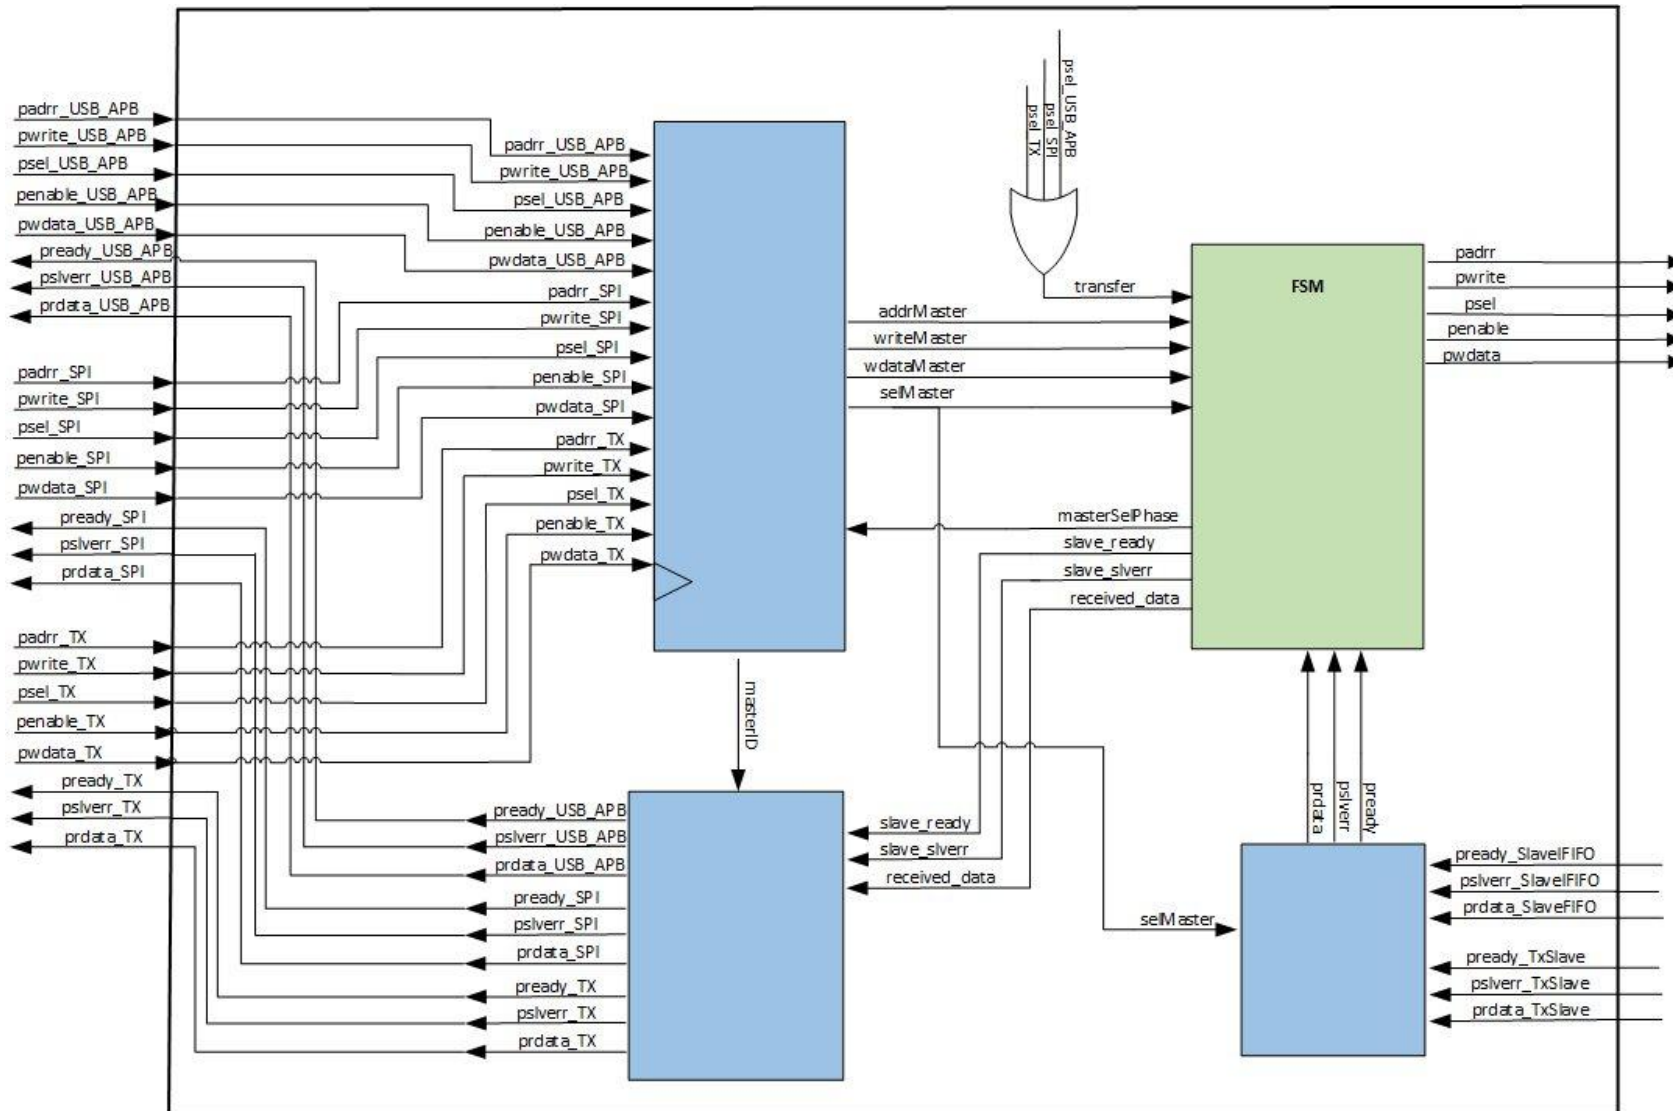 padrr_USB_APB
pwrite_USB_APB
psel_USB_APB
penable_USB_APB
pwdata_USB_APB
pready_USB_APB
pslverr_USB_APB
prdata_USB_APB
padrr_SPI
pwrite_SPI
psel_SPI
penable_SPI
pwdata_SPI
pready_SPI
pslverr_SPI
prdata_SPI
padrr_TX
pwrite_TX
psel_TX
penable_TX
pwdata_TX
pready_TX
pslverr_TX
prdata_TX
padrr_USB_APB
pwrite_USB_APB
psel_USB_APB
penable_USB_APB
pwdata_USB_APB
padrr_SPI
pwrite_SPI
psel_SPI
penable_SPI
pwdata_SPI
padrr_TX
pwrite_TX
psel_TX
penable_TX
pwdata_TX
masterID
pready_USB_APB
pslverr_USB_APB
prdata_USB_APB
pready_SPI
pslverr_SPI
prdata_SPI
pready_TX
pslverr_TX
prdata_TX
psel_TX
psel_SPI
psel_USB_APB
transfer
addrMaster
writeMaster
wdataMaster
selMaster
masterSelPhase
slave_ready
slave_slverr
received_data
slave_ready
slave_slverr
received_data
selMaster
FSM
padrr
pwrite
psel
penable
pwdata
prdata
pslverr
pready
pready_SlaveIFIFO
pslverr_SlaveIFIFO
prdata_SlaveFIFO
pready_TxSlave
pslverr_TxSlave
prdata_TxSlave